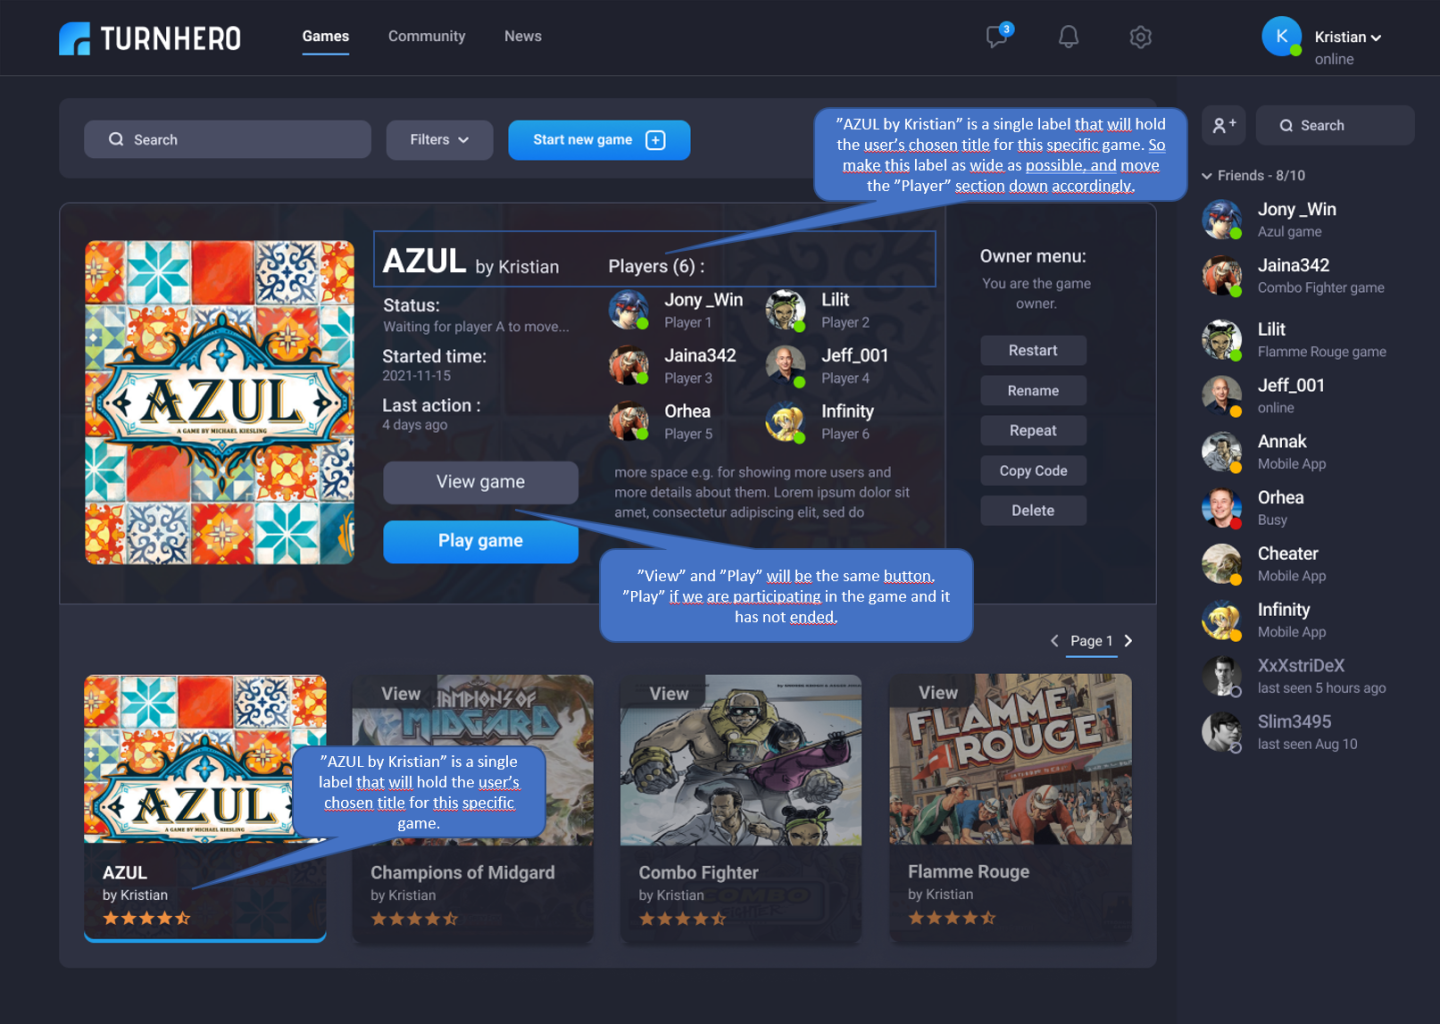 TURNHERO
Games
Community
News
3
K
Kristian
online
Search
Filters
Start new game
"AZUL by Kristian" is a single label that will hold
the user's chosen title for this specific game. So
make this label as wide as possible, and move
the "Player" section down accordingly.
Search
Friends - 8/10
AZUL
A GAME BY MICHAEL KIESLING
AZUL by Kristian
Status:
Waiting for player A to move...
Started time:
2021-11-15
Last action :
4 days ago
View game
Play game
Players (6) :
Jony _Win
Player 1
Lilit
Player 2
Jaina342
Player 3
Jeff_001
Player 4
Orhea
Player 5
Infinity
Player 6
more space e.g. for showing more users and
more details about them. Lorem ipsum dolor sit
amet, consectetur adipiscing elit, sed do
Owner menu:
You are the game
owner.
Restart
Rename
Repeat
Copy Code
Delete
"View" and "Play" will be the same button.
"Play" if we are participating in the game and it
has not ended.
Page 1
AZUL
A GAME BY MICHAEL KIESLING
"AZUL by Kristian" is a single
label that will hold the user's
chosen title for this specific
game.
AZUL
by Kristian
View
MIDGARD
Champions of Midgard
by Kristian
View
Combo Fighter
by Kristian
COMBO
FIGHTER
View
FLAMME
ROUGE
Flamme Rouge
by Kristian
Jony _Win
Azul game
Jaina342
Combo Fighter game
Lilit
Flamme Rouge game
Jeff_001
online
Annak
Mobile App
Orhea
Busy
Cheater
Mobile App
Infinity
Mobile App
XxXstriDeX
last seen 5 hours ago
Slim3495
last seen Aug 10